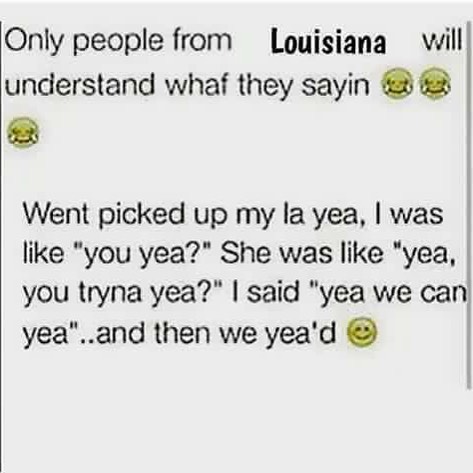 Only people from Louisiana will
understand whaf they sayin 😂😂
😂
Went picked up my la yea, I was
like "you yea?" She was like "yea,
you tryna yea?" I said "yea we can
yea"..and then we yea'd 😊